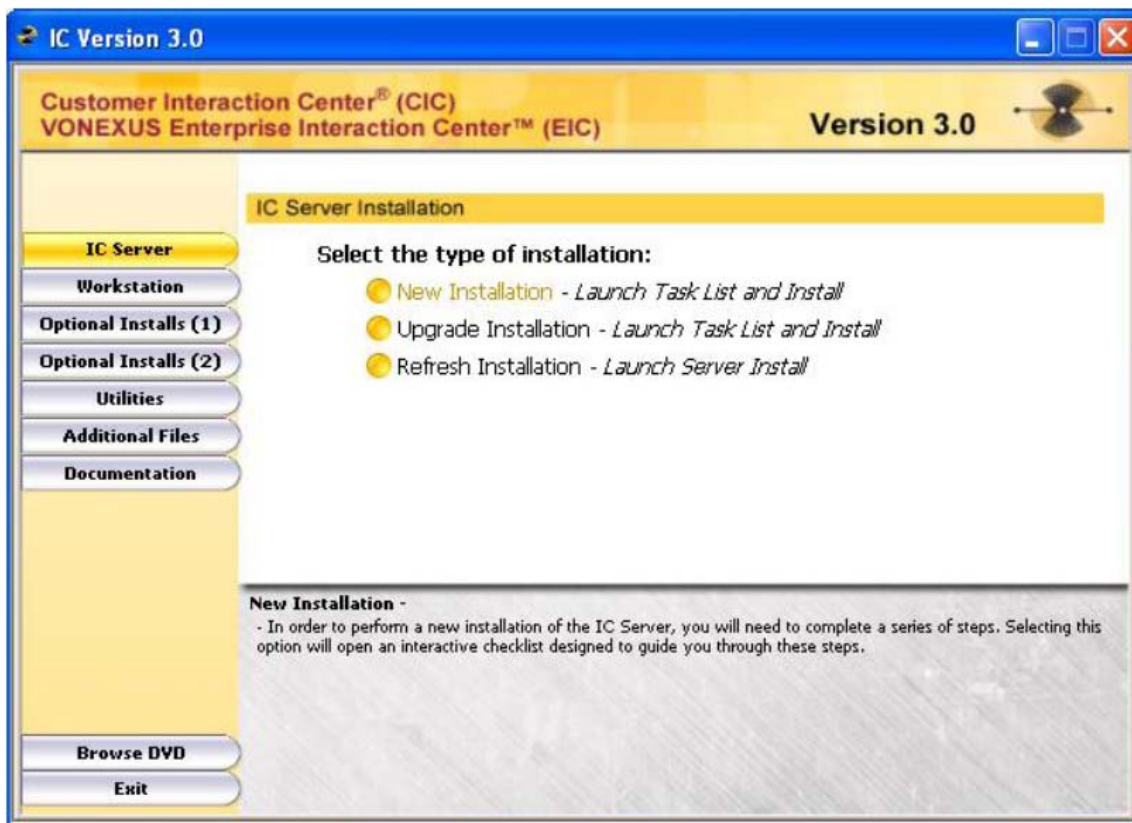 IC Version 3.0
Customer Interaction Center® (CIC)
VONEXUS Enterprise Interaction Center™ (EIC)
Version 3.0
IC Server
Workstation
Optional Installs (1)
Optional Installs (2)
Utilities
Additional Files
Documentation
Browse DVD
Exit
IC Server Installation
Select the type of installation:
New Installation - Launch Task List and Install
Upgrade Installation - Launch Task List and Install
Refresh Installation - Launch Server Install
New Installation -
- In order to perform a new installation of the IC Server, you will need to complete a series of steps. Selecting this
option will open an interactive checklist designed to guide you through these steps.